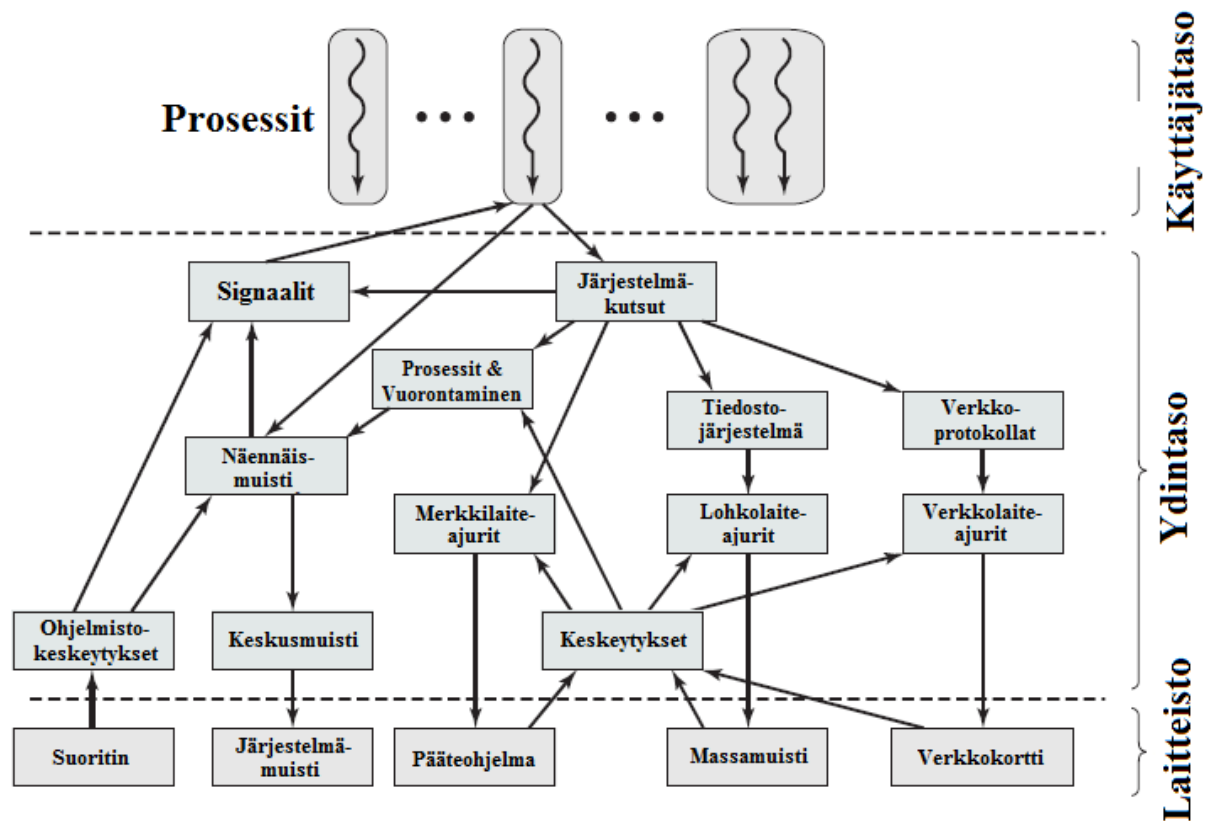 Prosessit
Käyttäjätaso
Signaalit
Järjestelmä-
kutsut
Prosessit &
Vuorontaminen
Tiedosto-
järjestelmä
Verkko-
protokollat
Näennäis-
muisti
Merkkilaite-
ajurit
Lohkolaite-
ajurit
Verkkolaite-
ajurit
Ydintaso
Ohjelmisto-
keskeytykset
Keskusmuisti
Keskeytykset
Suoritin
Järjestelmä-
muisti
Pääteohjelma
Massamuisti
Verkkokortti
Laitteisto